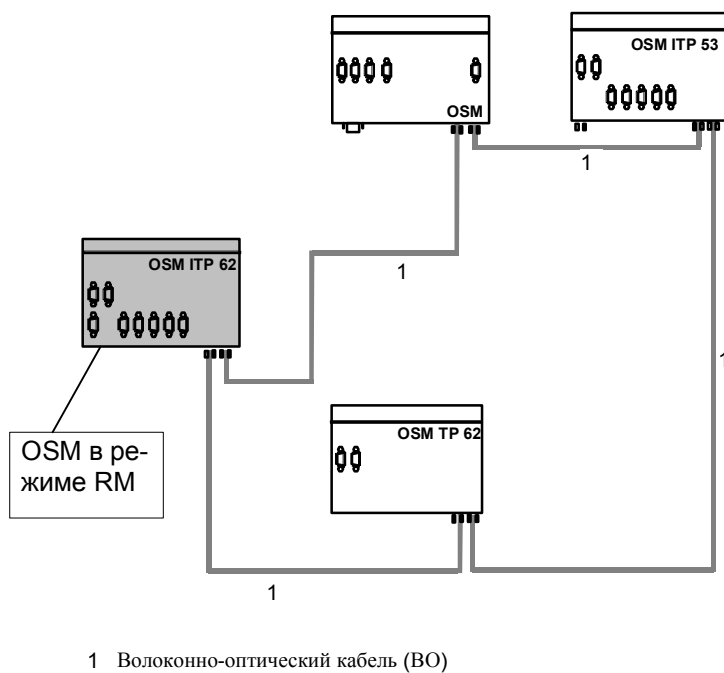 OSM
OSM ITP 53
1
1
OSM ITP 62
1
OSM TP 62
OSM в ре-
жиме RM
1
1 Волоконно-оптический кабель (ВО)